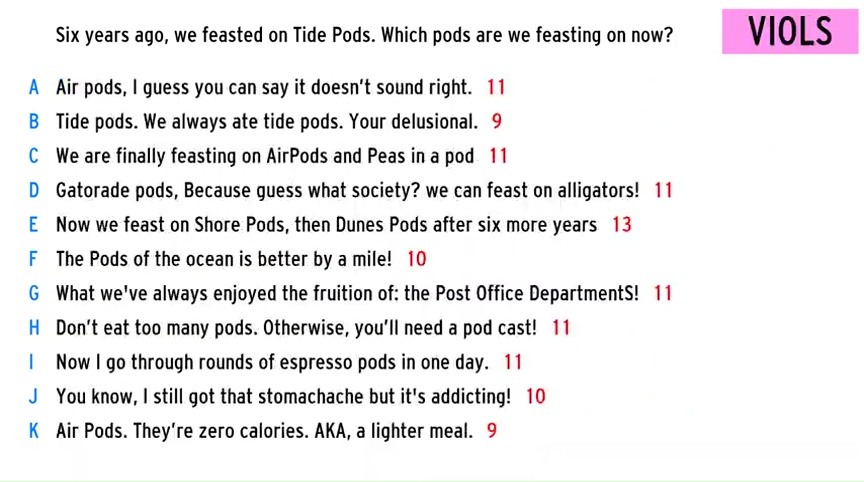 Six years ago, we feasted on Tide Pods. Which pods are we feasting on now?
VIOLS
A Air pods, I guess you can say it doesn't sound right. 11
B Tide pods. We always ate tide pods. Your delusional. 9
C We are finally feasting on AirPods and Peas in a pod 11
D Gatorade pods, Because guess what society? we can feast on alligators! 11
E Now we feast on Shore Pods, then Dunes Pods after six more years 13
F The Pods of the ocean is better by a mile! 10
G What we've always enjoyed the fruition of: the Post Office DepartmentS! 11
H Don't eat too many pods. Otherwise, you'll need a pod cast! 11
I Now I go through rounds of espresso pods in one day. 11
J You know, I still got that stomachache but it's addicting! 10
K Air Pods. They're zero calories. AKA, a lighter meal. 9